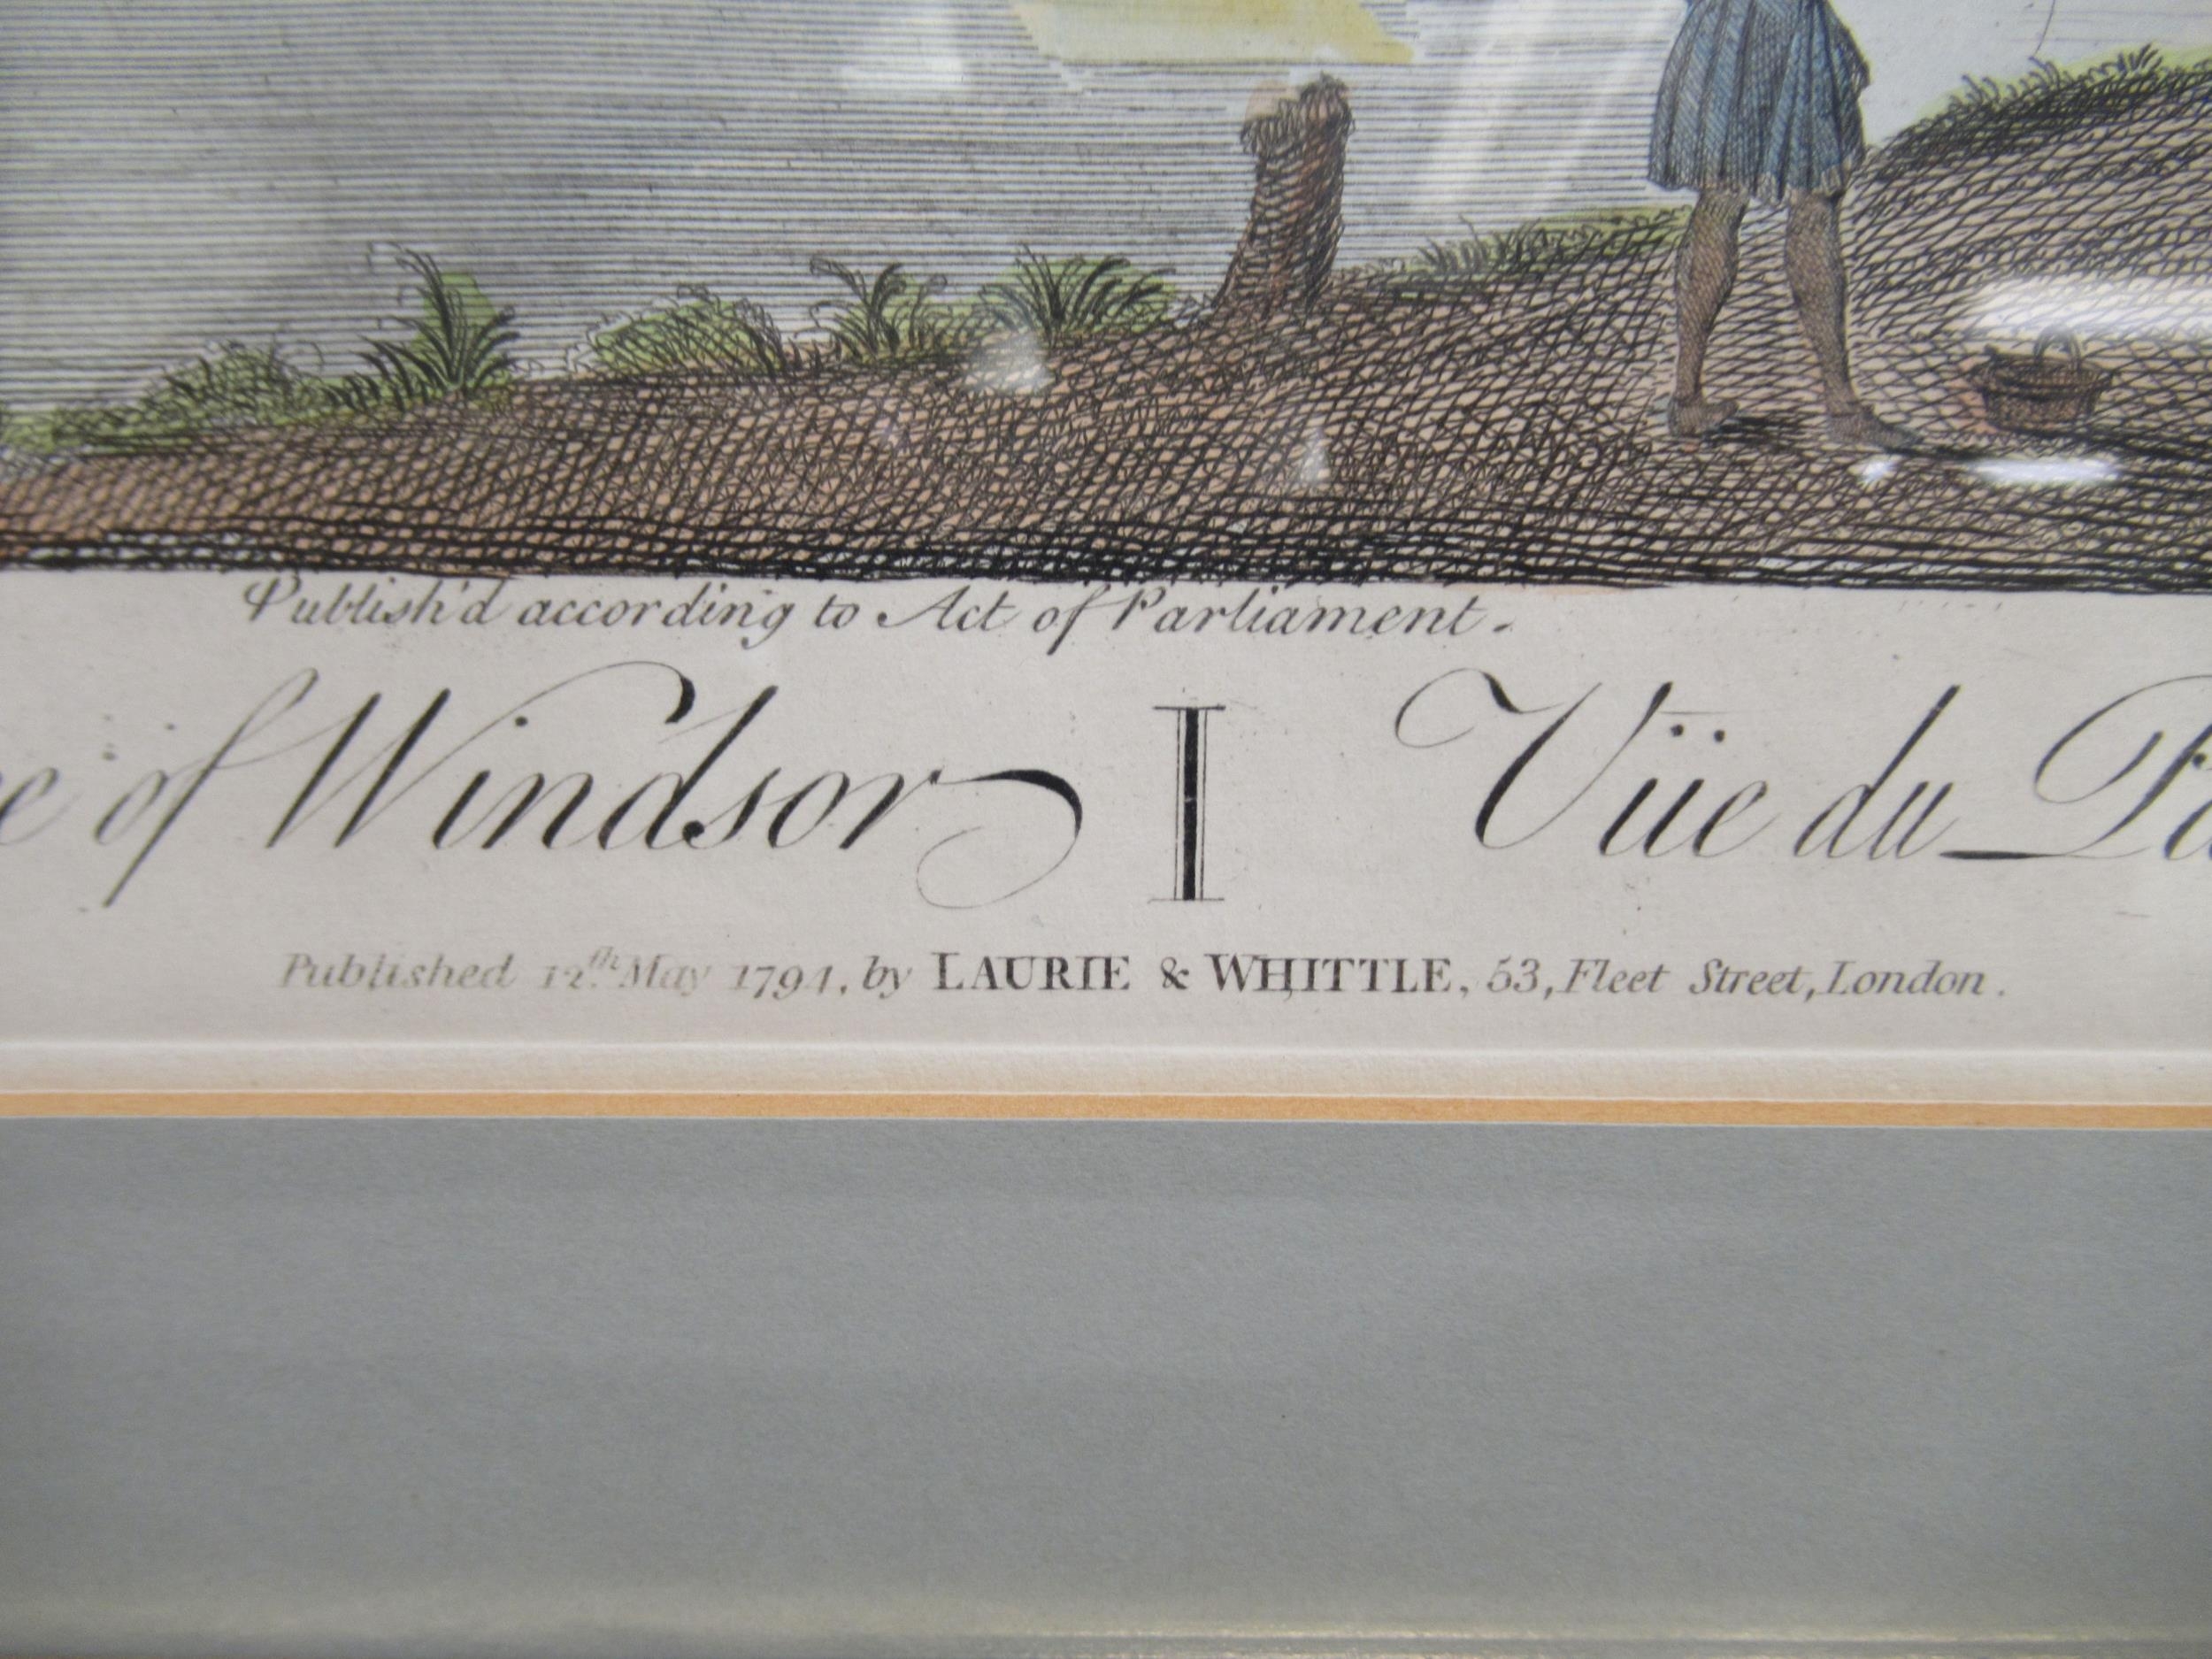 Publish'd according to Act of Parliament.
of Windsor I Vüe du
Published 12th. May 1794, by LAURIE & WHITTLE, 53, Fleet Street, London.